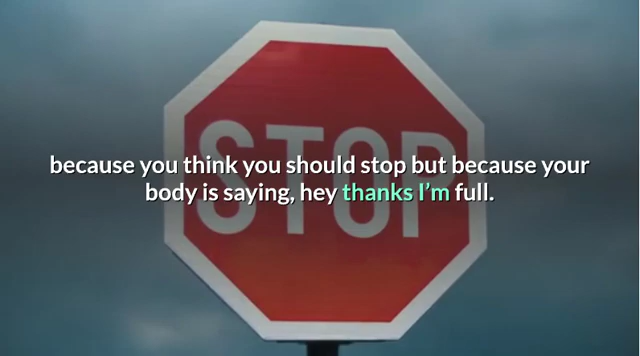 STOP
because you think you should stop but because your
body is saying, hey thanks I'm full.